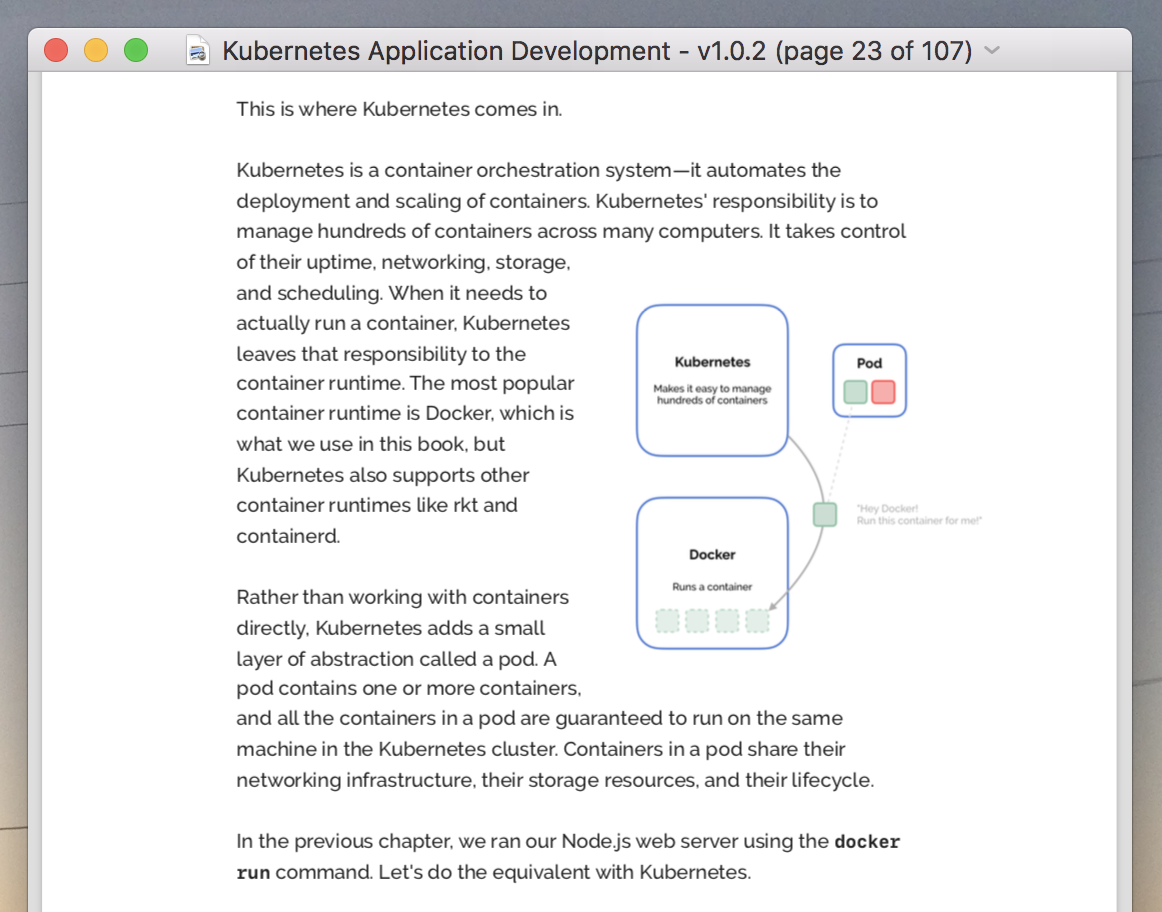 Kubernetes Application Development - v1.0.2 (page 23 of 107)
This is where Kubernetes comes in.
Kubernetes is a container orchestration system—it automates the
deployment and scaling of containers. Kubernetes' responsibility is to
manage hundreds of containers across many computers. It takes control
of their uptime, networking, storage,
and scheduling. When it needs to
actually run a container, Kubernetes
leaves that responsibility to the
container runtime. The most popular
container runtime is Docker, which is
what we use in this book, but
Kubernetes also supports other
container runtimes like rkt and
containerd.
Kubernetes
Makes it easy to manage
hundreds of containers
Pod
"Hey Docker!
Run this container for me!"
Docker
Runs a container
Rather than working with containers
directly, Kubernetes adds a small
layer of abstraction called a pod. A
pod contains one or more containers,
and all the containers in a pod are guaranteed to run on the same
machine in the Kubernetes cluster. Containers in a pod share their
networking infrastructure, their storage resources, and their lifecycle.
In the previous chapter, we ran our Node.js web server using the docker
run command. Let's do the equivalent with Kubernetes.